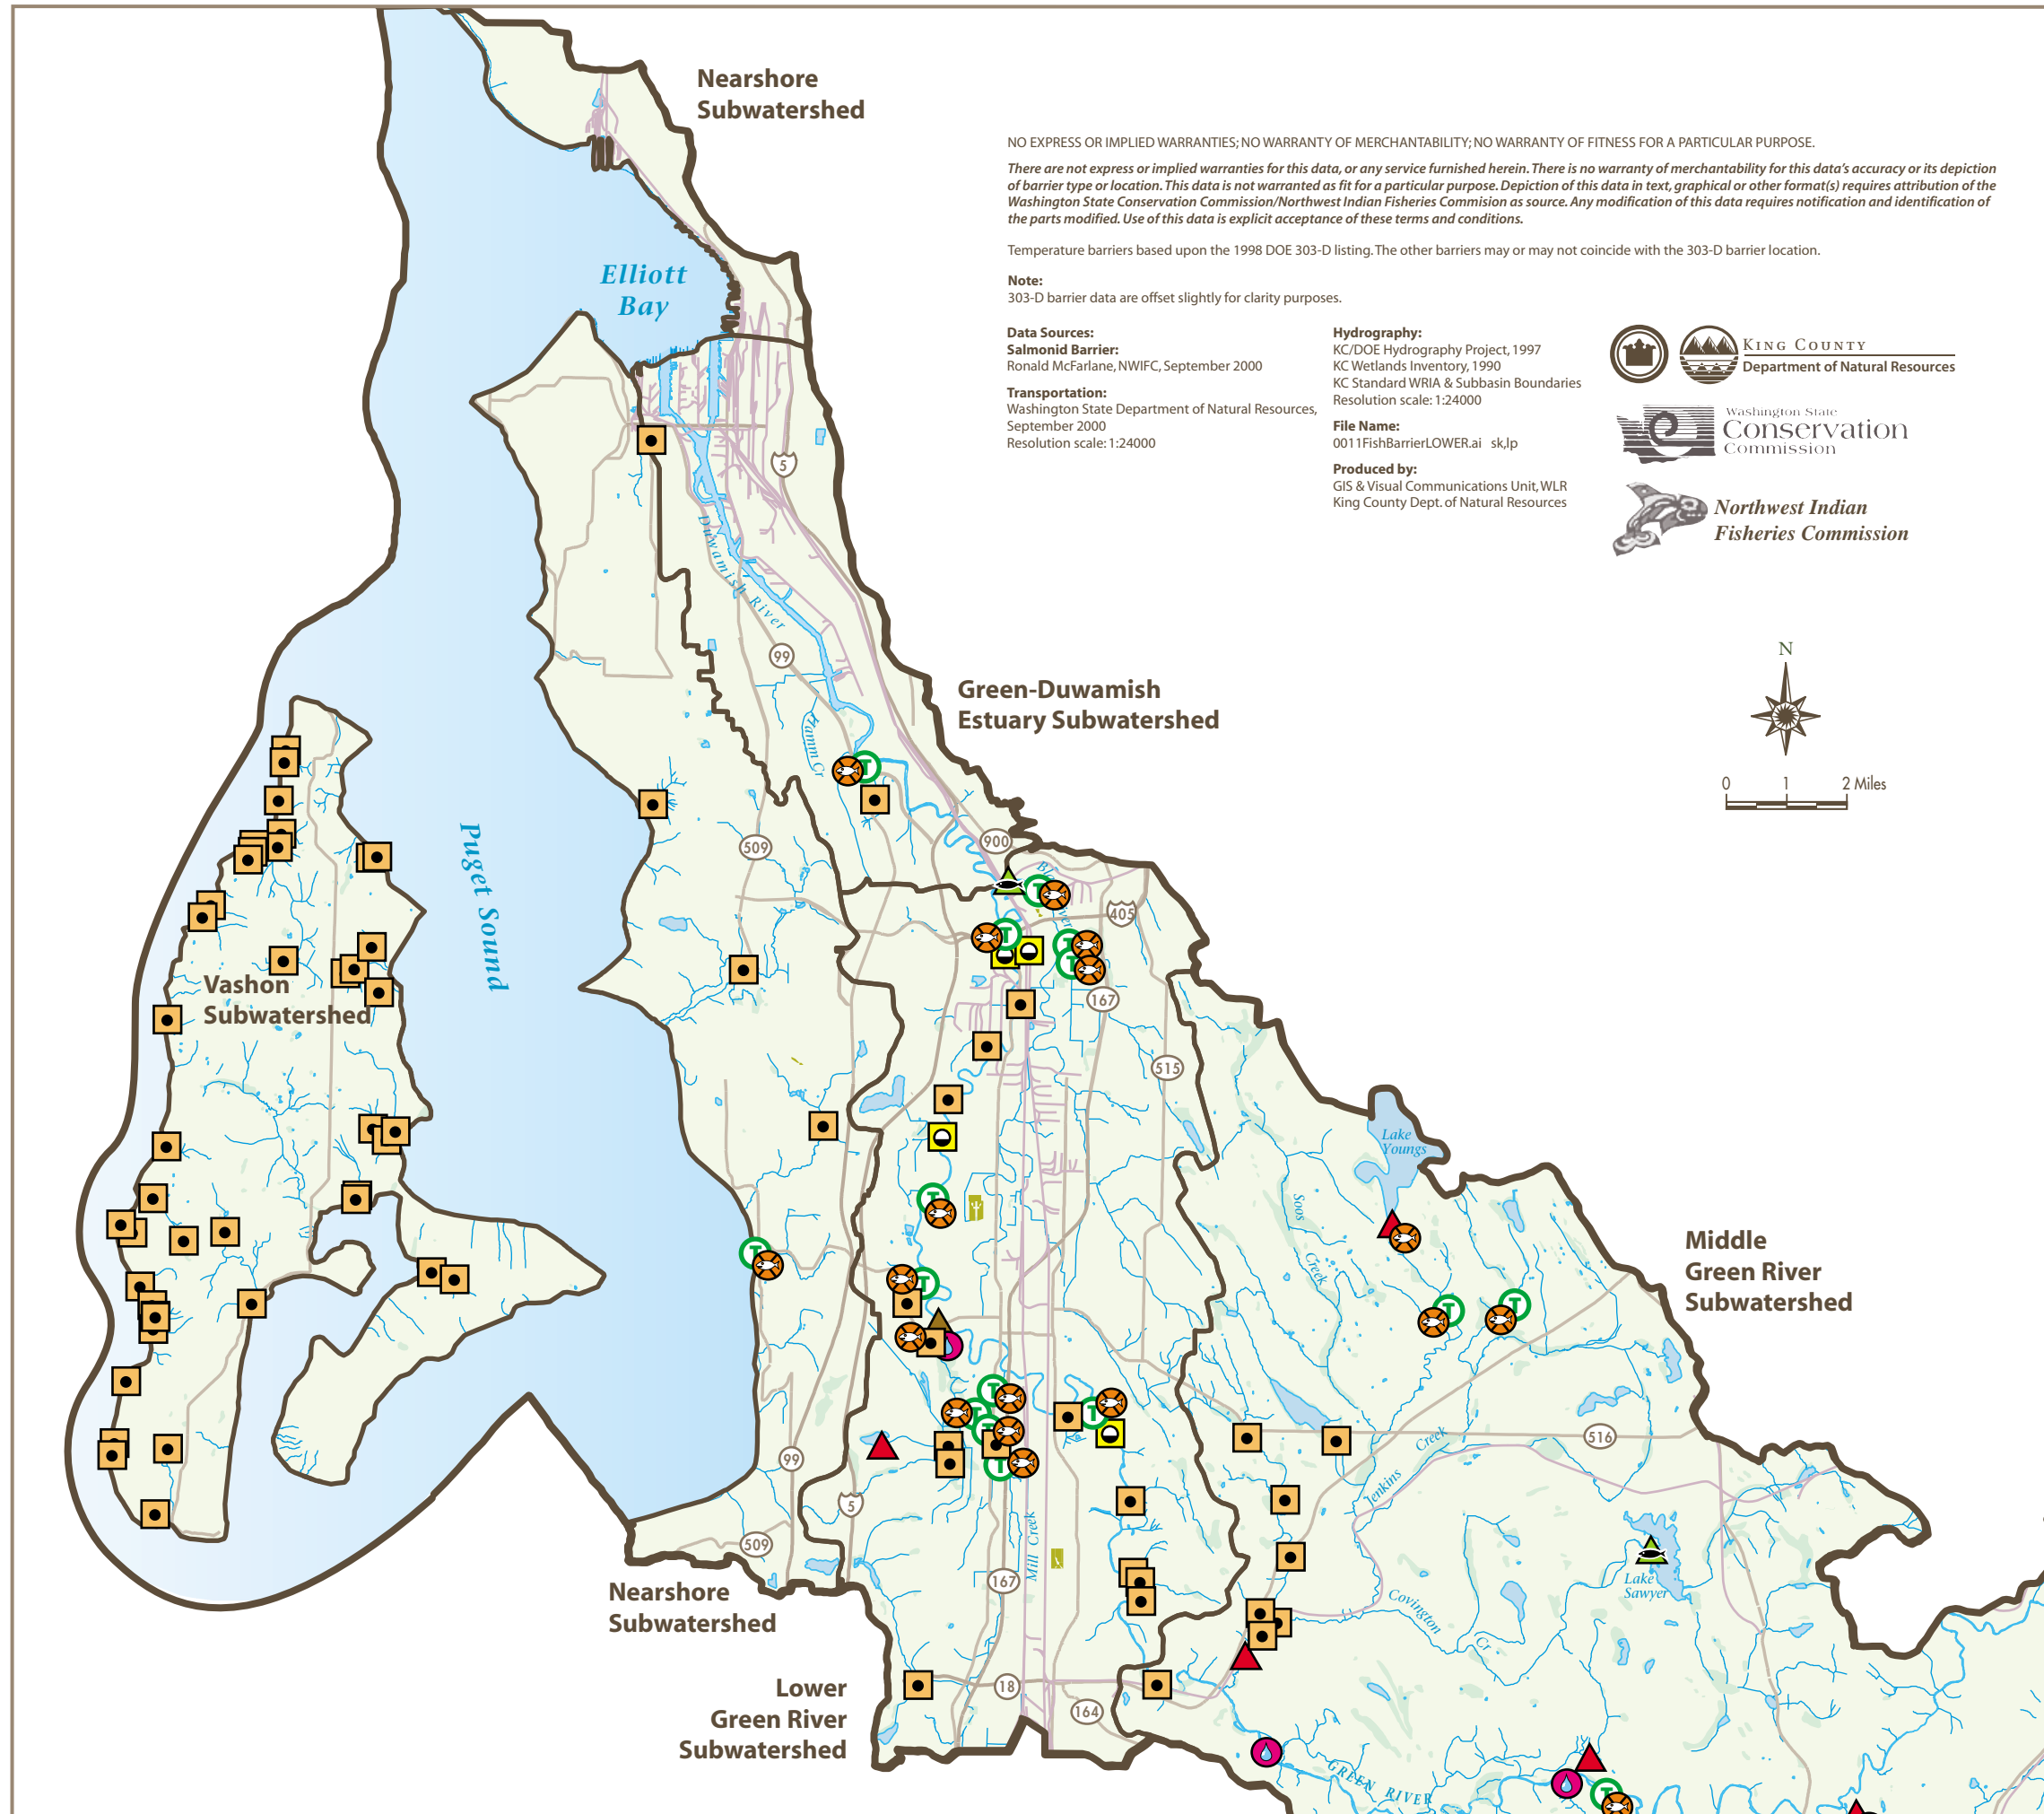 Nearshore
Subwatershed
NO EXPRESS OR IMPLIED WARRANTIES; NO WARRANTY OF MERCHANTABILITY; NO WARRANTY OF FITNESS FOR A PARTICULAR PURPOSE.
There are not express or implied warranties for this data, or any service furnished herein. There is no warranty of merchantability for this data's accuracy or its depiction
of barrier type or location. This data is not warranted as fit for a particular purpose. Depiction of this data in text, graphical or other format(s) requires attribution of the
Washington State Conservation Commission/Northwest Indian Fisheries Commision as source. Any modification of this data requires notification and identification of
the parts modified. Use of this data is explicit acceptance of these terms and conditions.
Temperature barriers based upon the 1998 DOE 303-D listing. The other barriers may or may not coincide with the 303-D barrier location.
Note:
303-D barrier data are offset slightly for clarity purposes.
Data Sources:
Salmonid Barrier:
Ronald McFarlane, NWIFC, September 2000
Transportation:
Washington State Department of Natural Resources,
September 2000
Resolution scale: 1:24000
Hydrography:
KC/DOE Hydrography Project, 1997
KC Wetlands Inventory, 1990
KC Standard WRIA & Subbasin Boundaries
Resolution scale: 1:24000
File Name:
0011FishBarrierLOWER.ai sk,lp
Produced by:
GIS & Visual Communications Unit, WLR
King County Dept. of Natural Resources
KING COUNTY
Department of Natural Resources
Washington State
Conservation
Commission
Northwest Indian
Fisheries Commission
Elliott
Bay
5
Duwamish River
99
N
0 1 2 Miles
Green-Duwamish
Estuary Subwatershed
Hamm Cr
T
509
900
Puget Sound
T
405
T
T
T
167
Vashon
Subwatershed
515
Lake
Youngs
Soos
Creek
T
T
T
Middle
Green River
Subwatershed
T
T
T
T
T
T
T
99
5
516
Jenkins
Creek
509
Mill Creek
167
Lake
Sawyer
Covington
Cr
Nearshore
Subwatershed
Lower
Green River
Subwatershed
18
164
GREEN RIVER
T